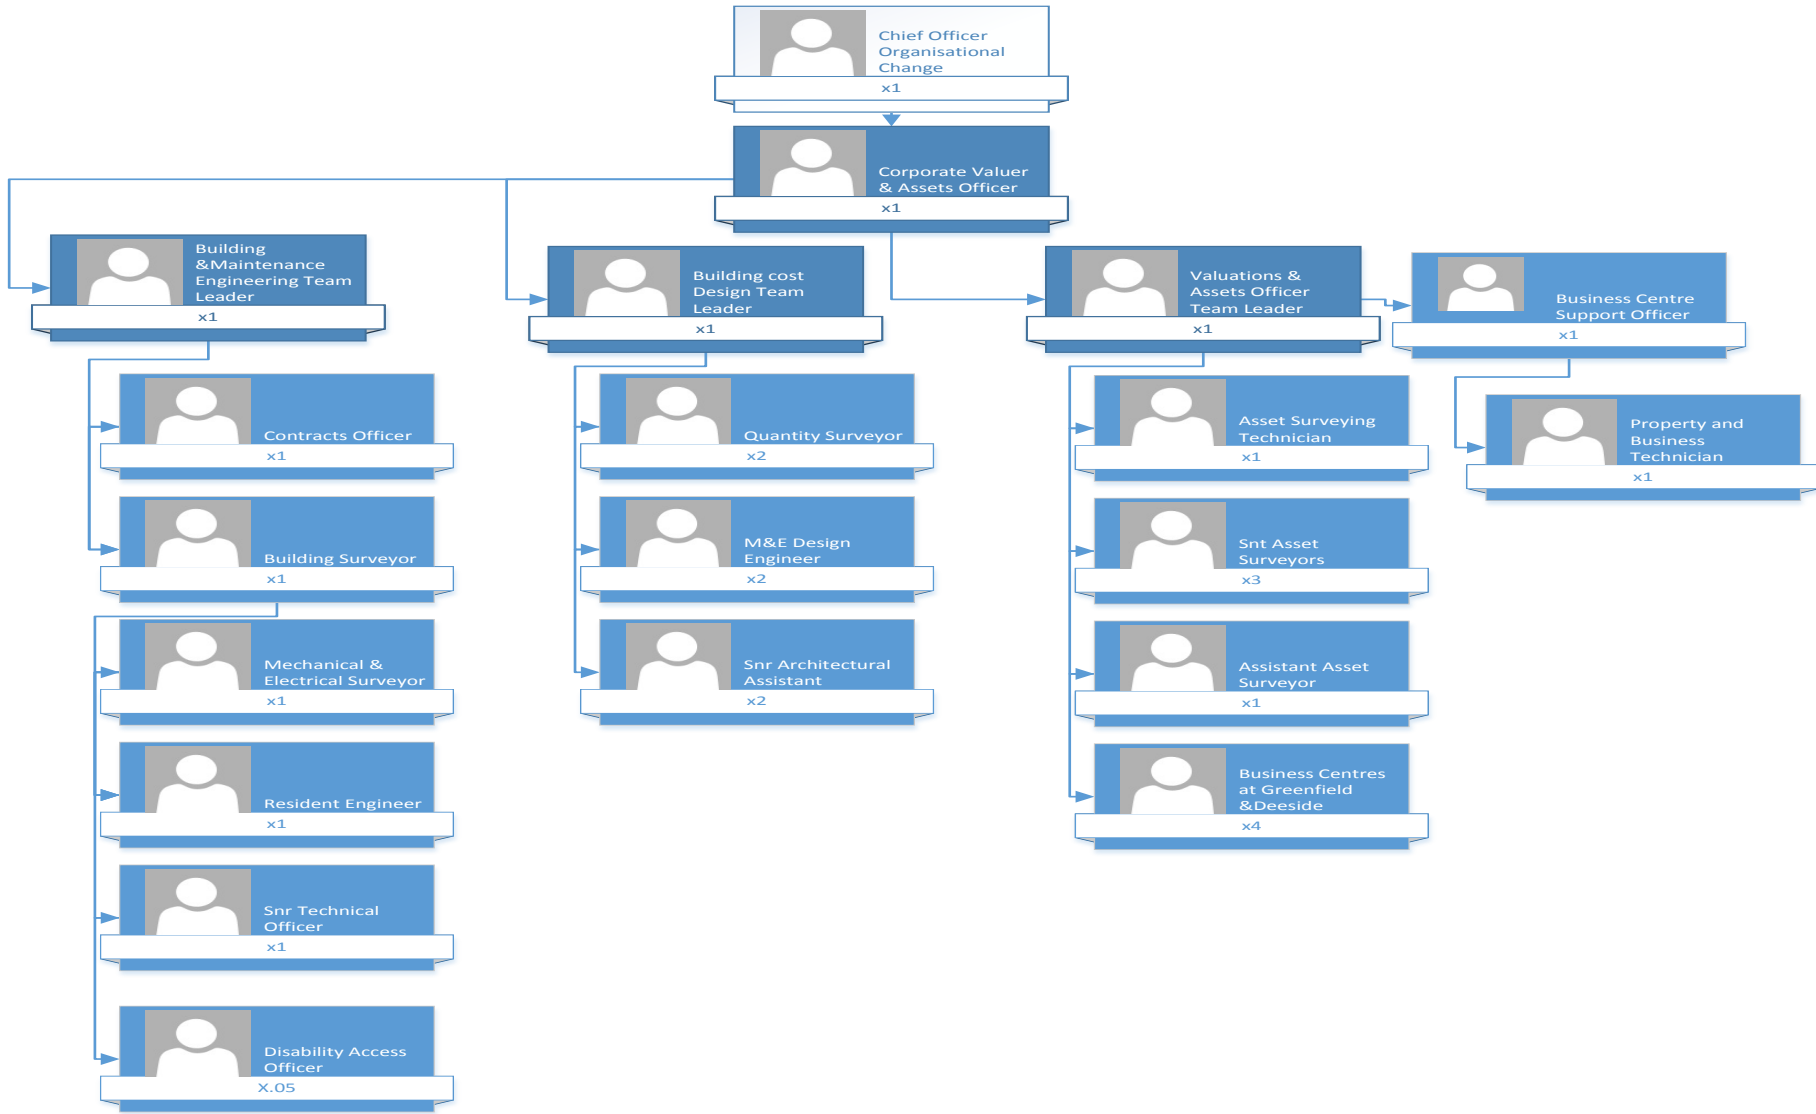 Chief Officer
Organisational
Change
x1
Corporate Valuer
& Assets Officer
x1
Building
&Maintenance
Engineering Team
Leader
x1
Contracts Officer
x1
Building Surveyor
x1
Mechanical &
Electrical Surveyor
x1
Resident Engineer
x1
Snr Technical
Officer
x1
Disability Access
Officer
X.05
Building cost
Design Team
Leader
x1
Quantity Surveyor
x2
M&E Design
Engineer
x2
Snr Architectural
Assistant
x2
Valuations &
Assets Officer
Team Leader
x1
Asset Surveying
Technician
x1
Snt Asset
Surveyors
x3
Assistant Asset
Surveyor
x1
Business Centres
at Greenfield
&Deeside
x4
Business Centre
Support Officer
x1
Property and
Business
Technician
x1